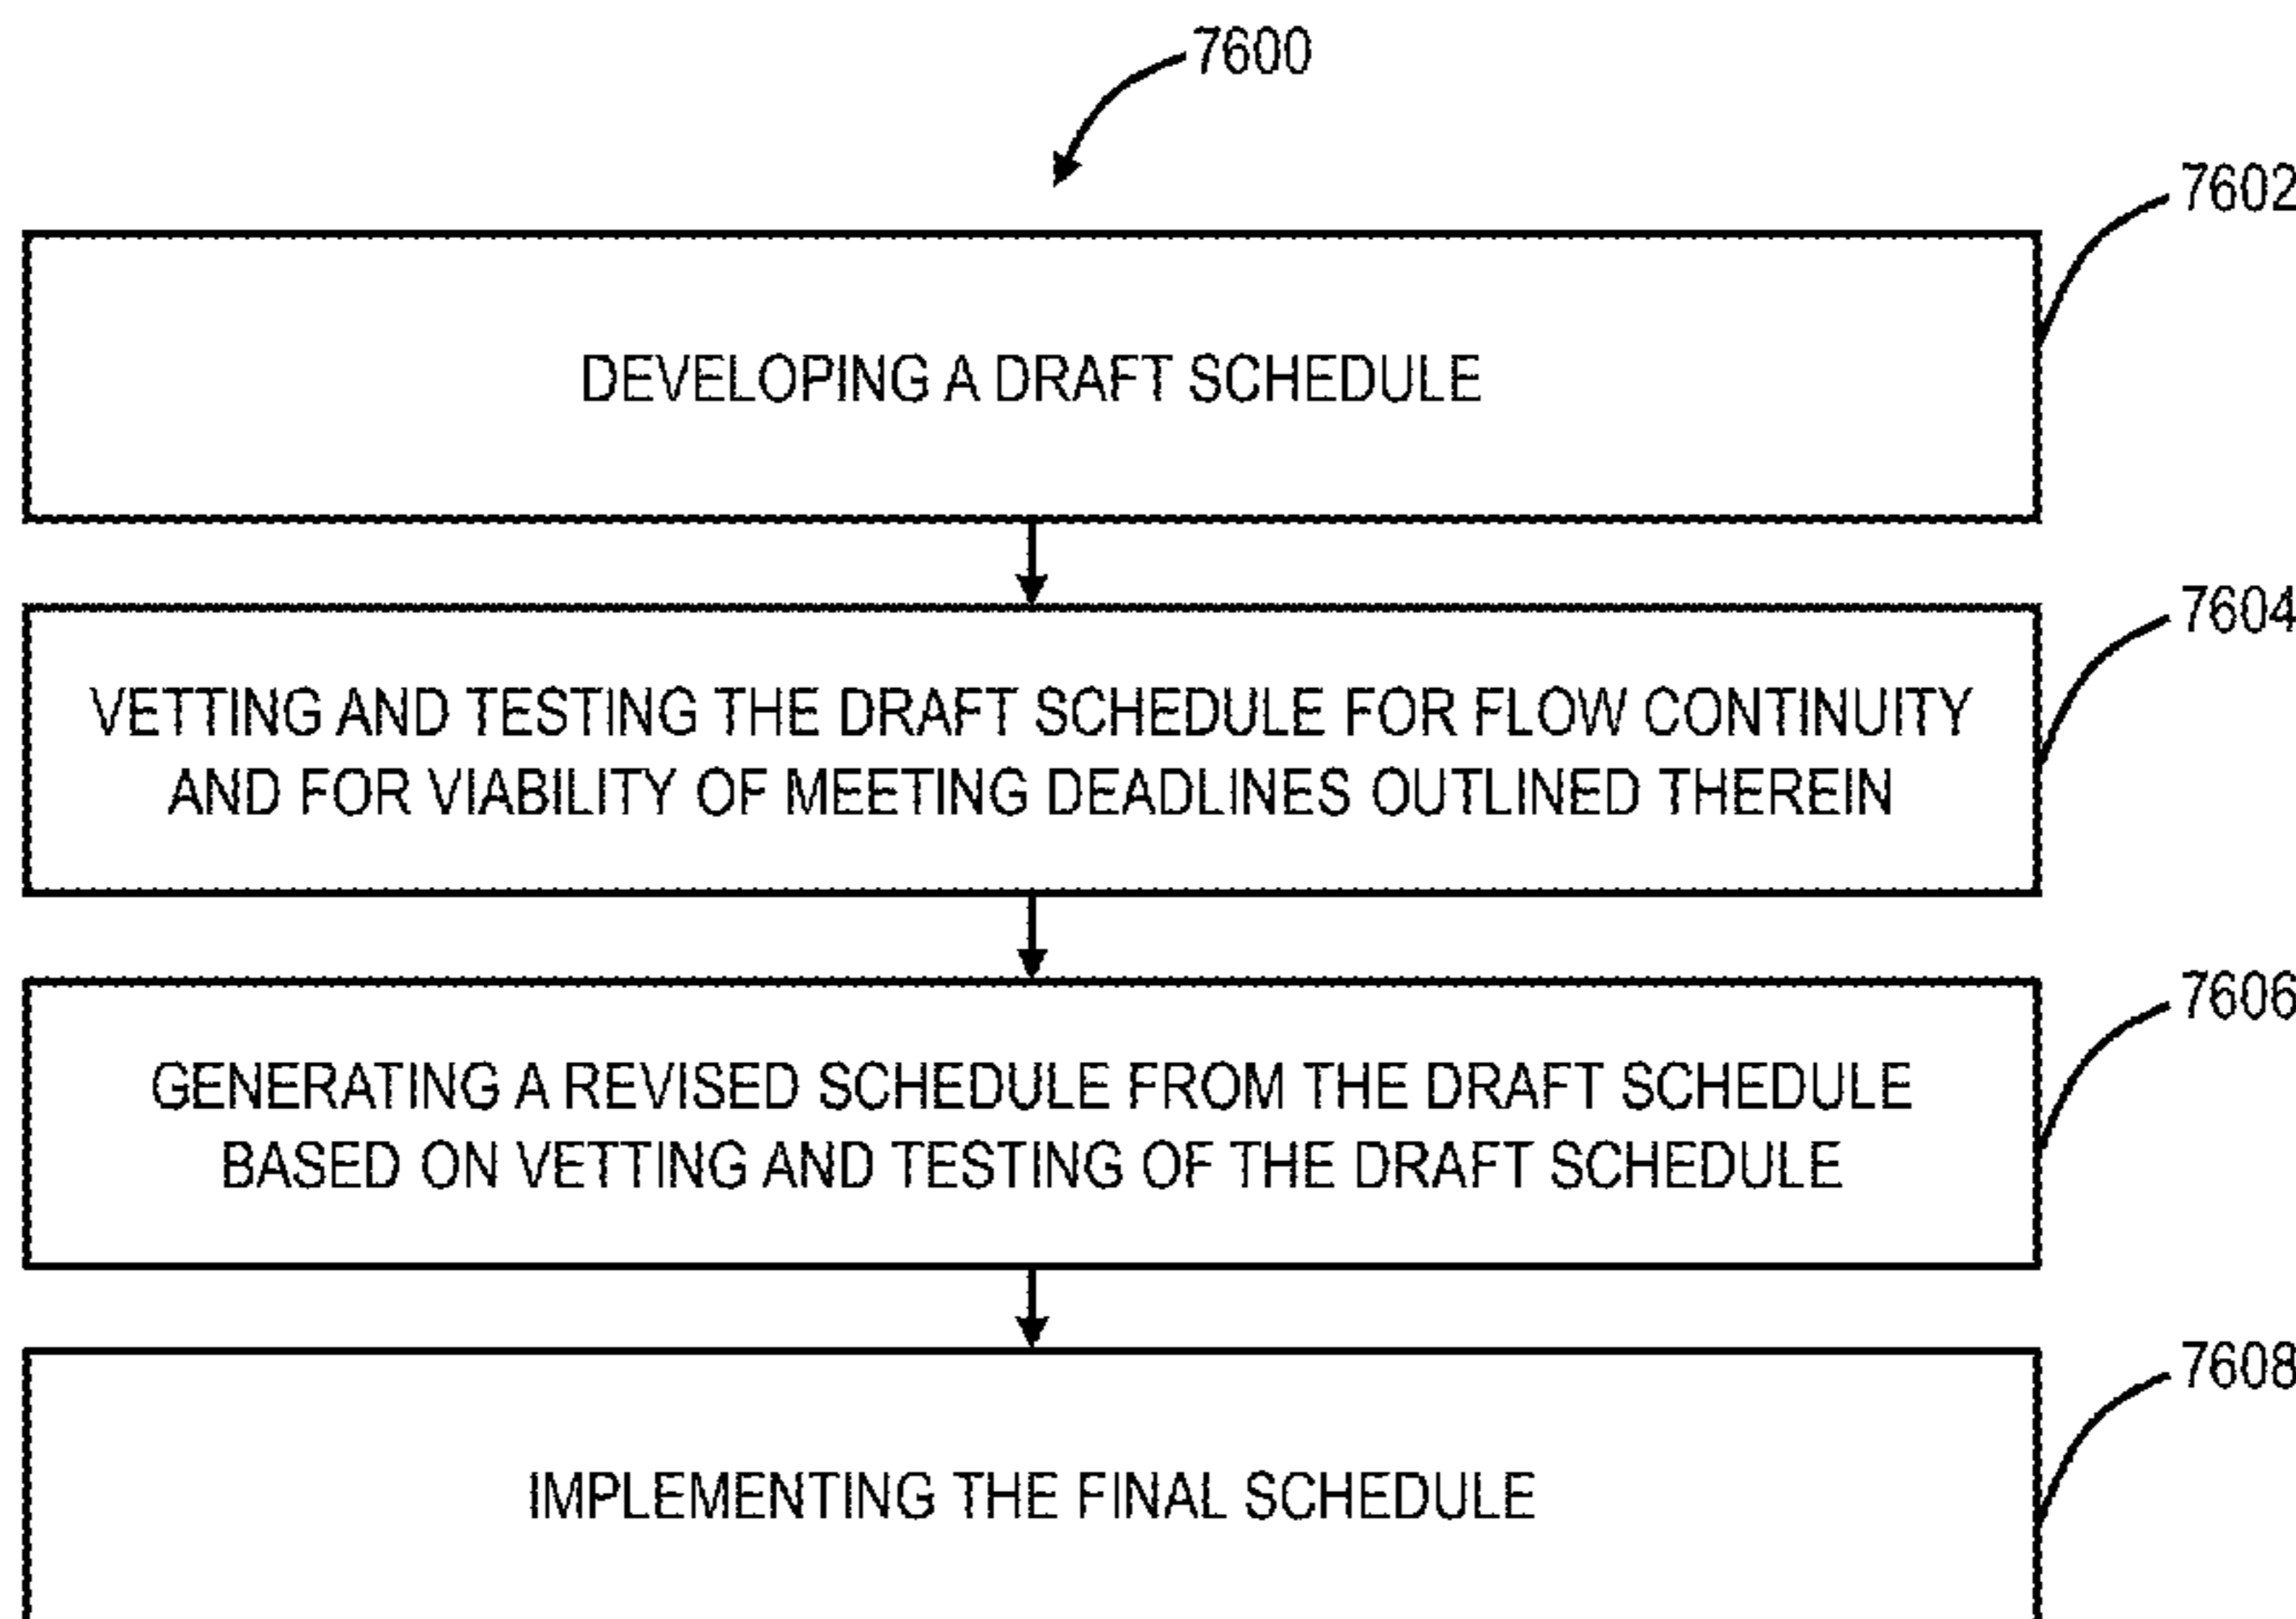 7600
7602
DEVELOPING A DRAFT SCHEDULE
7604
VETTING AND TESTING THE DRAFT SCHEDULE FOR FLOW CONTINUITY
AND FOR VIABILITY OF MEETING DEADLINES OUTLINED THEREIN
7606
GENERATING A REVISED SCHEDULE FROM THE DRAFT SCHEDULE
BASED ON VETTING AND TESTING OF THE DRAFT SCHEDULE
7608
IMPLEMENTING THE FINAL SCHEDULE